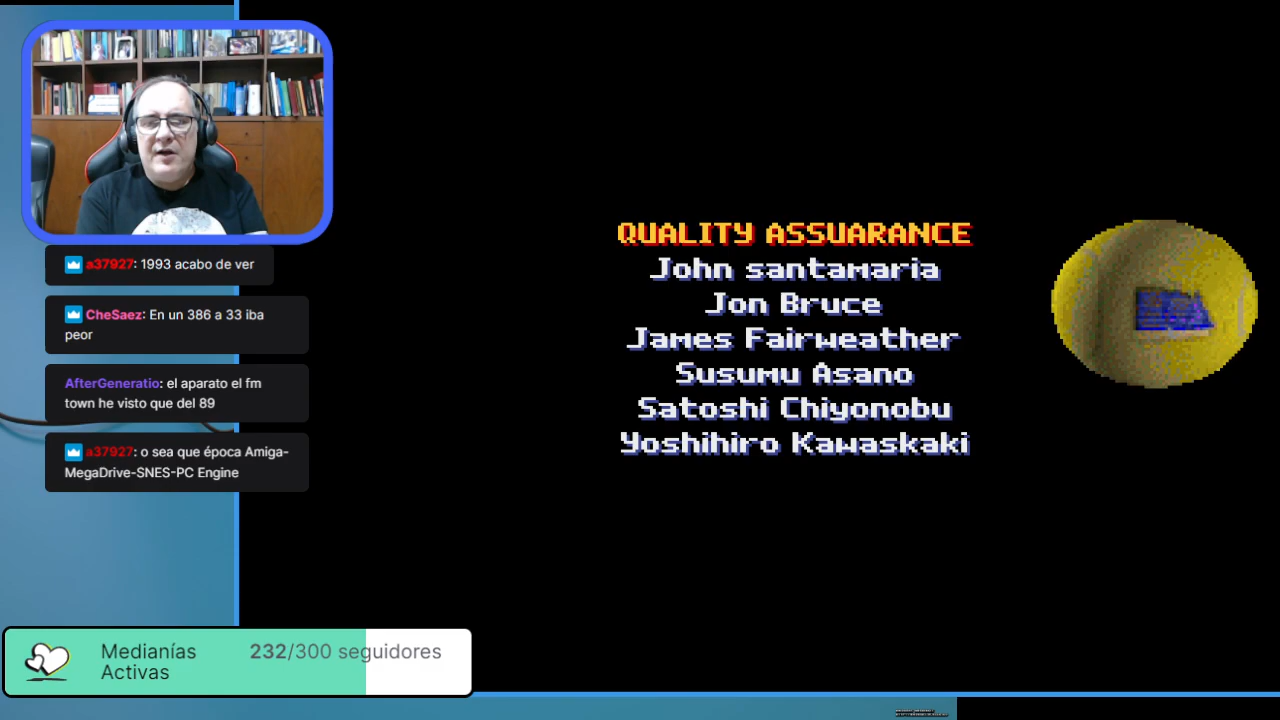 a37927: 1993 acabo de ver
CheSaez: En un 386 a 33 iba
peor
AfterGeneratio: el afm el fm
town he visto que del 89
a37927: o sea que época Amiga-
MegaDrive-SNES-PC Engine
QUALITY ASSUARANCE
John santamaria
Jon Bruce
James Fairweather
Susumu Asano
Satoshi Chiyonobu
Yoshihiro Kawaskaki
Medianías
Activas
232/300 seguidores